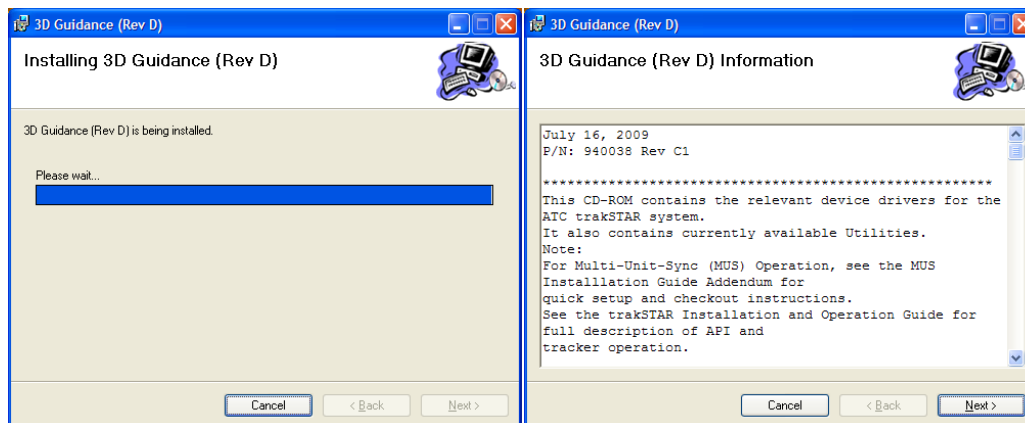 3D Guidance (Rev D)
Installing 3D Guidance (Rev D)
3D Guidance (Rev D) is being installed.
Please wait...
Cancel
< Back
Next >
3D Guidance (Rev D)
3D Guidance (Rev D) Information
July 16, 2009
P/N: 940038 Rev C1
*******************************************************
This CD-ROM contains the relevant device drivers for the
ATC trakSTAR system.
It also contains currently available Utilities.
Note:
For Multi-Unit-Sync (MUS) Operation, see the MUS
Installlation Guide Addendum for
quick setup and checkout instructions.
See the trakSTAR Installation and Operation Guide for
full description of API and
tracker operation.
Cancel
< Back
Next >